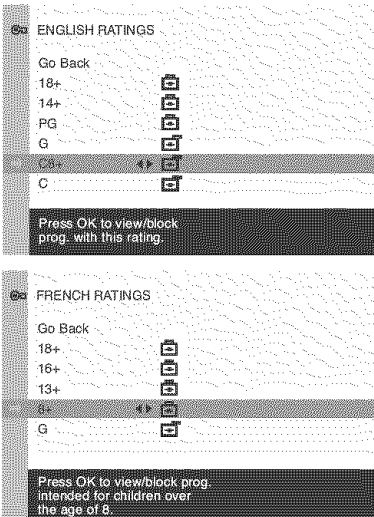 ENGLISH RATINGS
Go Back
18+
14+
PG
G
C8+
C
Press OK to view/block
prog. with this rating.
FRENCH RATINGS
Go Back
18+
16+
13+
8+
G
Press OK to view/block prog.
intended for children over
the age of 8.